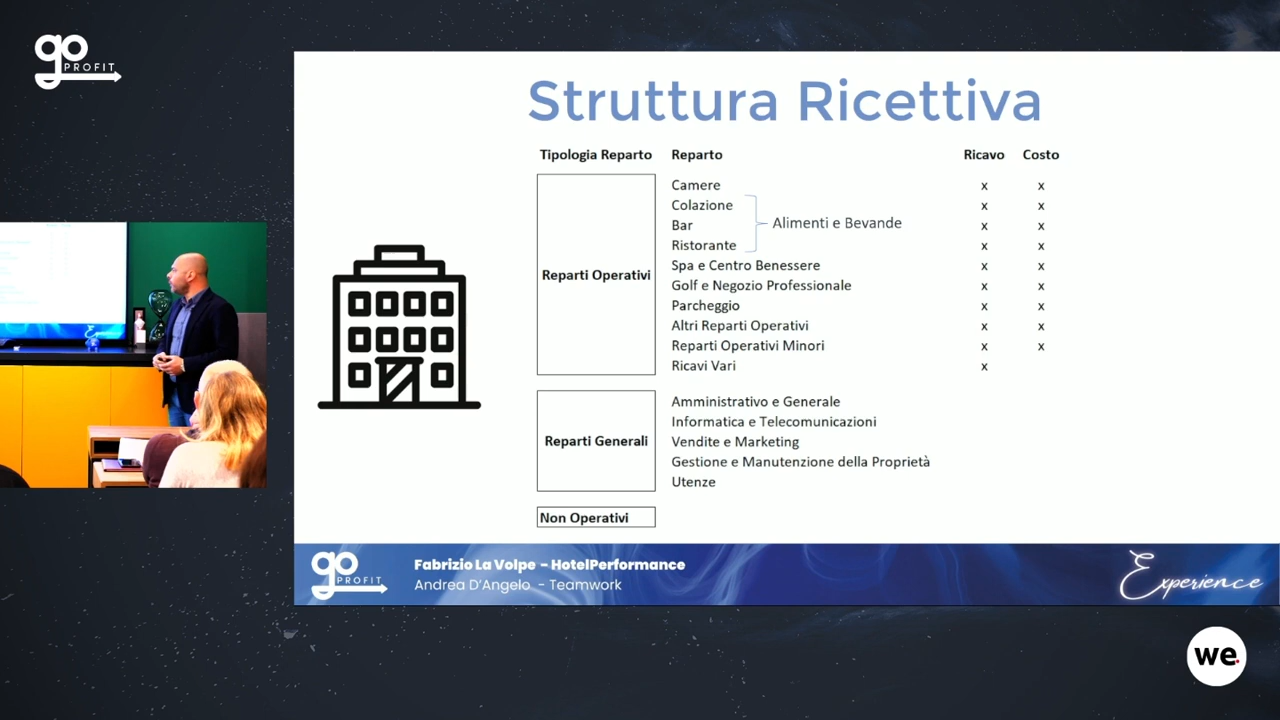 go
PROFIT
Struttura Ricettiva
Tipologia Reparto Reparto Ricavo Costo
Camere x x
Colazione x x
Bar x x
Ristorante x x
Alimenti e Bevande
Reparti Operativi
Spa e Centro Benessere x x
Golf e Negozio Professionale x x
Parcheggio x x
Altri Reparti Operativi x x
Reparti Operativi Minori x x
Ricavi Vari x
Reparti Generali
Amministrativo e Generale
Informatica e Telecomunicazioni
Vendite e Marketing
Gestione e Manutenzione della Proprietà
Utenze
Non Operativi
go
PROFIT
Fabrizio La Volpe - HotelPerformance
Andrea D'Angelo - Teamwork
Experience
we.